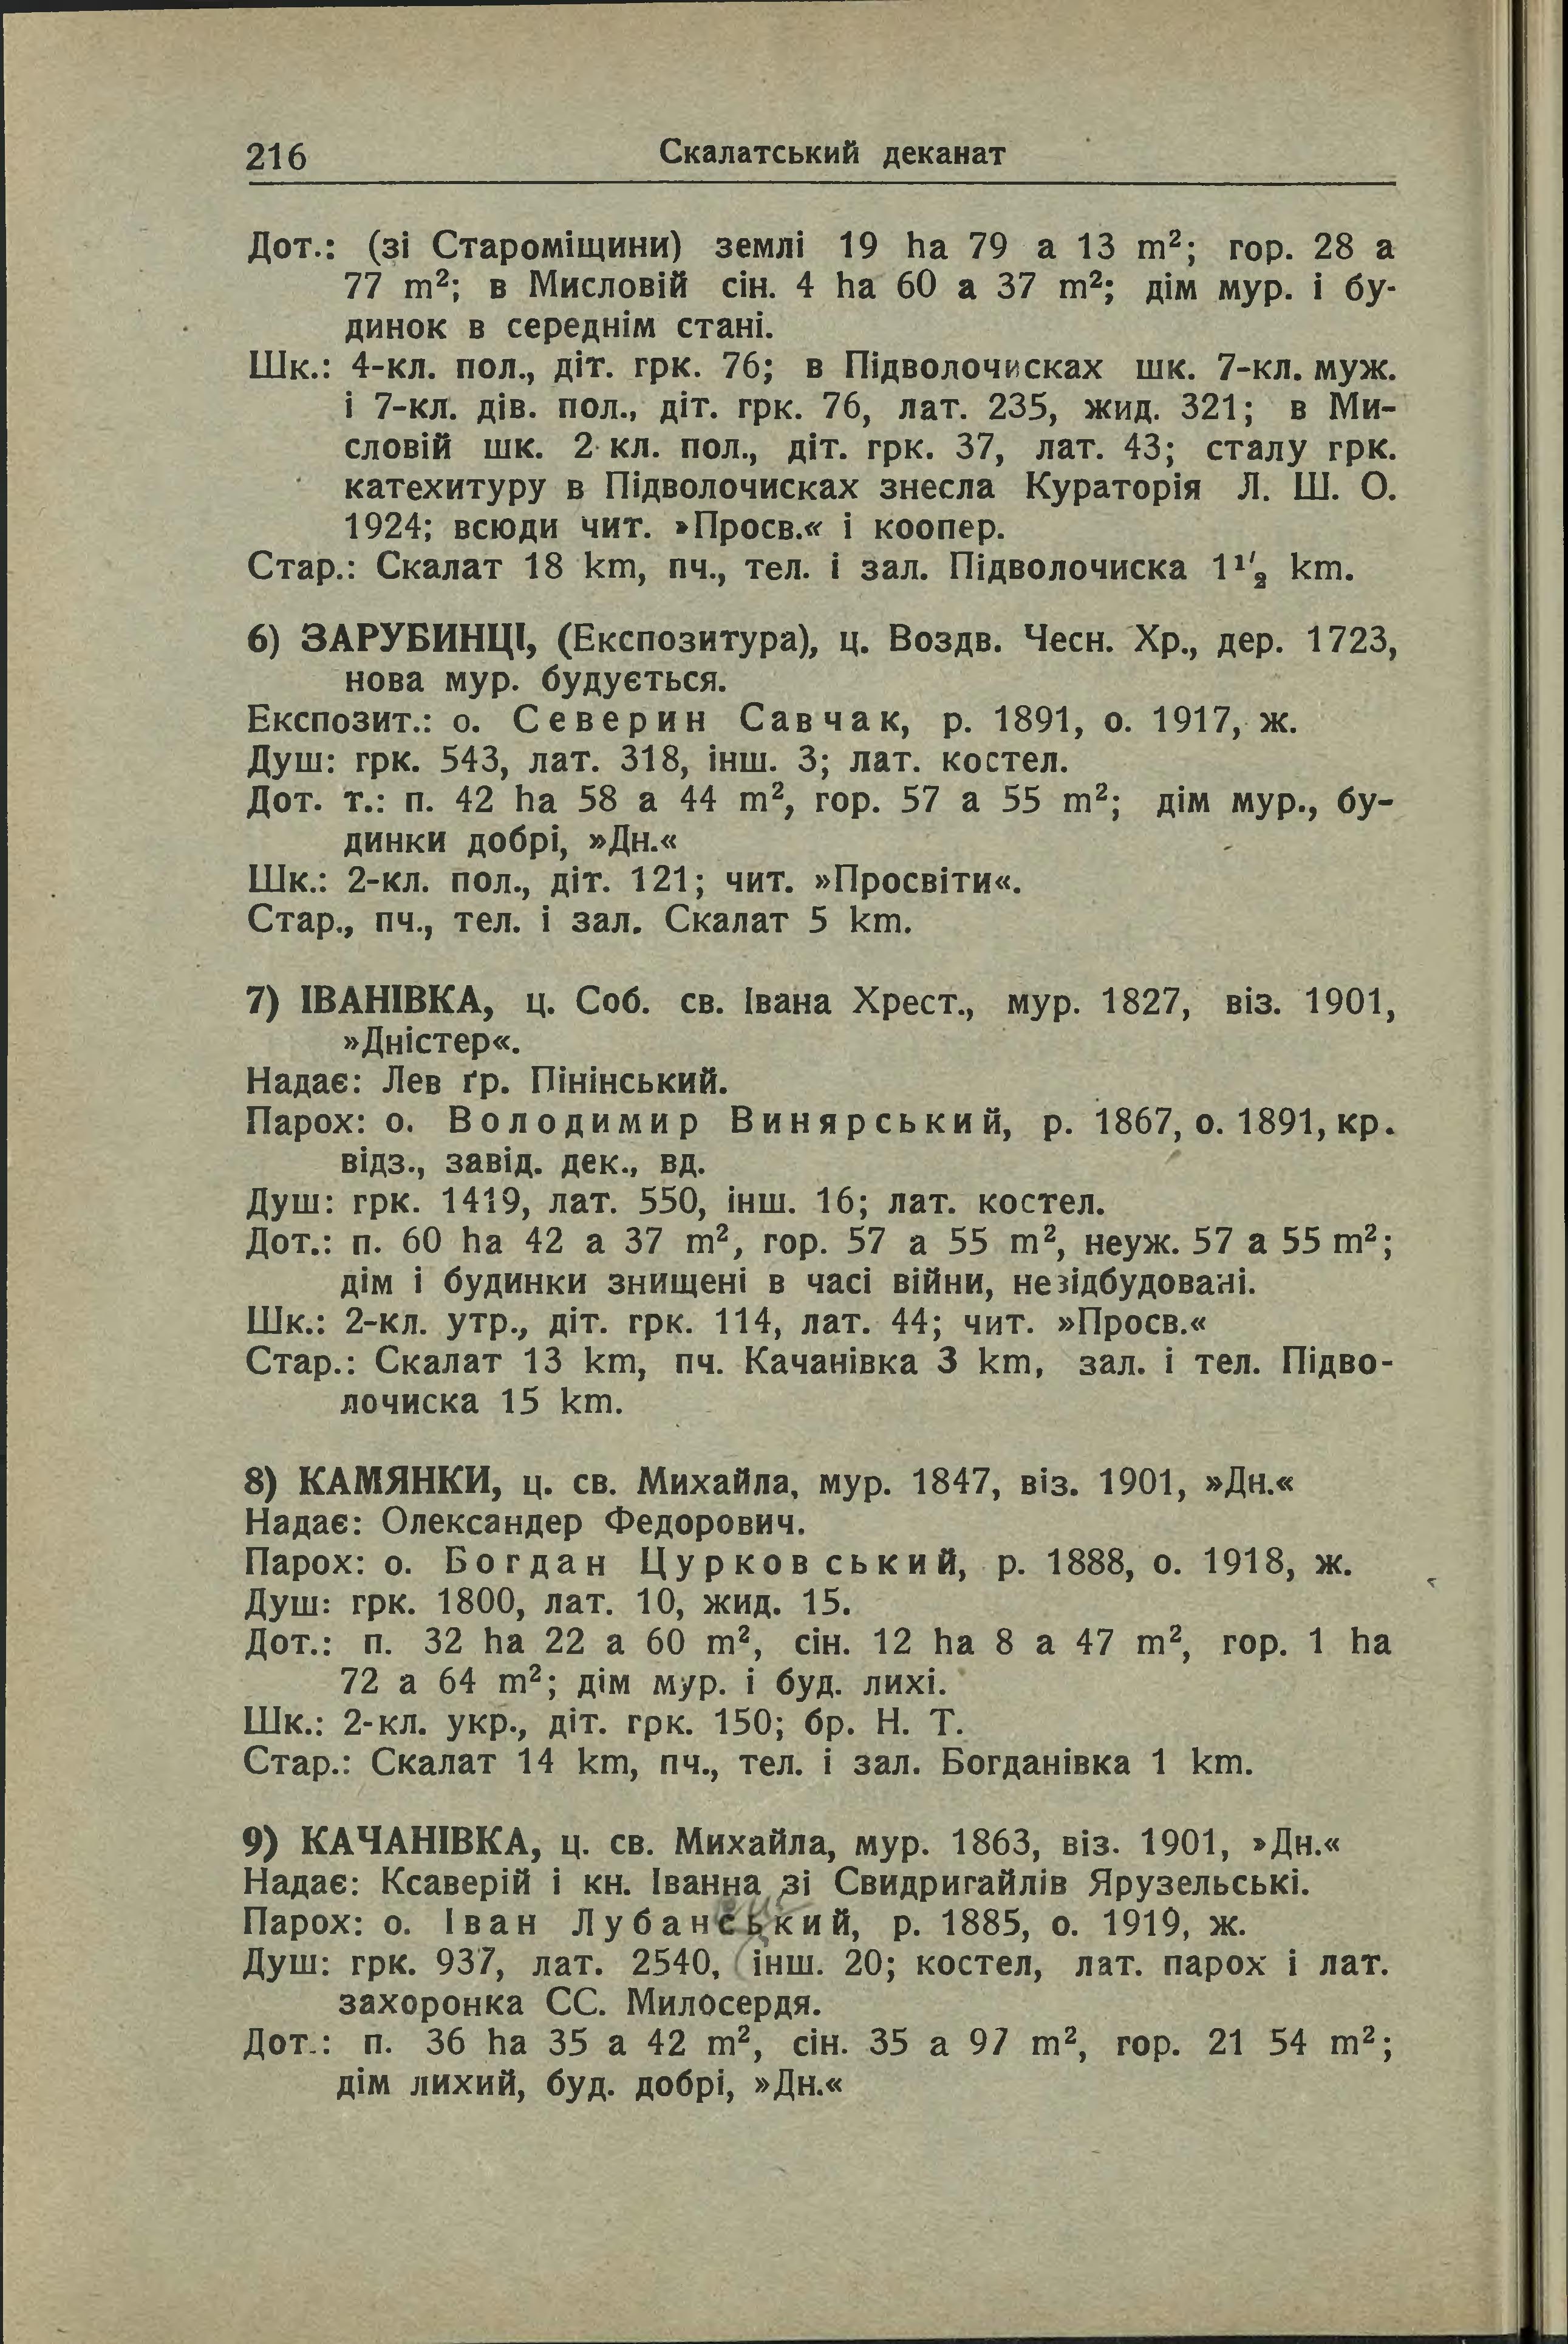 216 Скалатський деканат
Дот.: (зі Староміщини) землі 19 ha 79 a 13 m²; гор. 28 a
77 m²; в Мисловій сін. 4 ha 60 a 37 m²; дім мур. і бу-
динок в середнім стані.
Шк.: 4-кл. пол., діт. грк. 76; в Підволочисках шк. 7-кл. муж.
і 7-кл. дів. пол., діт. грк. 76, лат. 235, жид. 321; в Ми-
словій шк. 2 кл. пол., діт. грк. 37, лат. 43; сталу грк.
катехитуру в Підволочисках знесла Кураторія Л. Ш. О.
1924; всюди чит. »Просв.« і коопер.
Стар.: Скалат 18 km, пч., тел. і зал. Підволочиска 1½ km.
6) ЗАРУБИНЦІ, (Експозитура), ц. Воздв. Чесн. Хр., дер. 1723,
нова мур. будується.
Експозит.: о. Северин Савчак, р. 1891, о. 1917, ж.
Душ: грк. 543, лат. 318, інш. 3; лат. костел.
Дот. т.: п. 42 ha 58 a 44 m², гор. 57 a 55 m²; дім мур., бу-
динки добрі, »Дн.«
Шк.: 2-кл. пол., діт. 121; чит. »Просвіти«.
Стар., пч., тел. і зал. Скалат 5 km.
7) ІВАНІВКА, ц. Соб. св. Івана Хрест., мур. 1827, віз. 1901,
»Дністер«.
Надає: Лев ґр. Пінінський.
Парох: о. Володимир Винярський, р. 1867, о. 1891, кр.
відз., завід. дек., вд.
Душ: грк. 1419, лат. 550, інш. 16; лат. костел.
Дот.: п. 60 ha 42 a 37 m², гор. 57 a 55 m², неуж. 57 a 55 m²;
дім і будинки знищені в часі війни, невідбудовані.
Шк.: 2-кл. утр., діт. грк. 114, лат. 44; чит. »Просв.«
Стар.: Скалат 13 km, пч. Качанівка 3 km, зал. і тел. Підво-
лочиска 15 km.
8) КАМЯНКИ, ц. св. Михайла, мур. 1847, віз. 1901, »Дн.«
Надає: Олександер Федорович.
Парох: о. Богдан Цурковський, р. 1888, о. 1918, ж.
Душ: грк. 1800, лат. 10, жид. 15.
Дот.: п. 32 ha 22 a 60 m², сін. 12 ha 8 a 47 m², гор. 1 ha
72 a 64 m²; дім мур. і буд. лихі.
Шк.: 2-кл. укр., діт. грк. 150; бр. Н. Т.
Стар.: Скалат 14 km, пч., тел. і зал. Богданівка 1 km.
9) КАЧАНІВКА, ц. св. Михайла, мур. 1863, віз. 1901, »Дн.«
Надає: Ксаверій і кн. Іванна зі Свидригайлів Ярузельські.
Парох: о. Іван Лубанський, р. 1885, о. 1919, ж.
Душ: грк. 937, лат. 2540, інш. 20; костел, лат. парох і лат.
захоронка СС. Милосердя.
Дот.: п. 36 ha 35 a 42 m², сін. 35 a 97 m², гор. 21 54 m²;
дім лихий, буд. добрі, »Дн.«